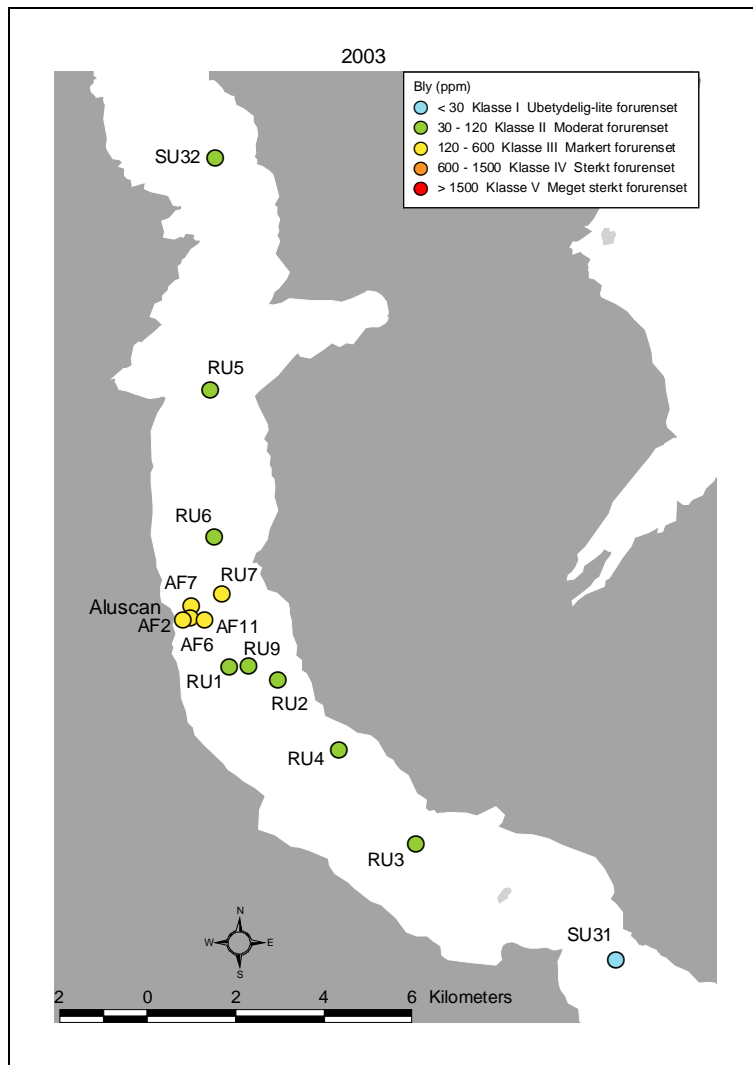 2003
Bly (ppm)
< 30 Klasse I Ubetydelig-lite forurenset
30 - 120 Klasse II Moderat forurenset
120 - 600 Klasse III Markert forurenset
600 - 1500 Klasse IV Sterkt forurenset
> 1500 Klasse V Meget sterkt forurenset
SU32
RU5
RU6
RU7
AF7
Aluscan
AF2
AF11
AF6
RU9
RU1
RU2
RU4
RU3
SU31
N
W
E
S
2 0 2 4 6 Kilometers